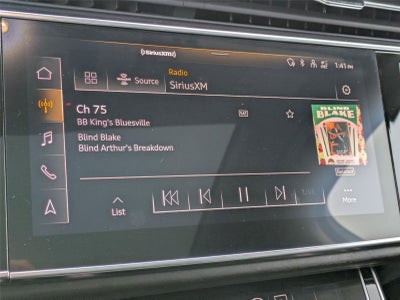 ((SiriusXM))
1:41 PM
Source
Radio
SiriusXM
Ch 75
BB King's Bluesville
Blind Blake
Blind Arthur's Breakdown
BLIND
BLAKE
List
LIVE
More